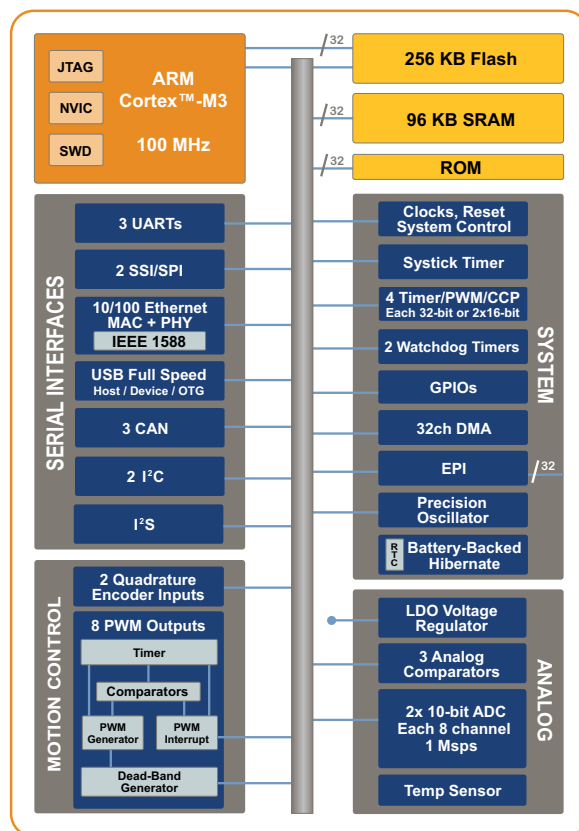 JTAG
NVIC
SWD
ARM
Cortex™-M3
100 MHz
32
256 KB Flash
32
96 KB SRAM
32
ROM
SERIAL INTERFACES
3 UARTs
2 SSI/SPI
10/100 Ethernet
MAC + PHY
IEEE 1588
USB Full Speed
Host / Device / OTG
3 CAN
2 I²C
I²S
SYSTEM
Clocks, Reset
System Control
Systick Timer
4 Timer/PWM/CCP
Each 32-bit or 2x16-bit
2 Watchdog Timers
GPIOs
32ch DMA
EPI
32
Precision
Oscillator
RTC
Battery-Backed
Hibernate
MOTION CONTROL
2 Quadrature
Encoder Inputs
8 PWM Outputs
Timer
Comparators
PWM
Generator
PWM
Interrupt
Dead-Band
Generator
ANALOG
LDO Voltage
Regulator
3 Analog
Comparators
2x 10-bit ADC
Each 8 channel
1 Msps
Temp Sensor